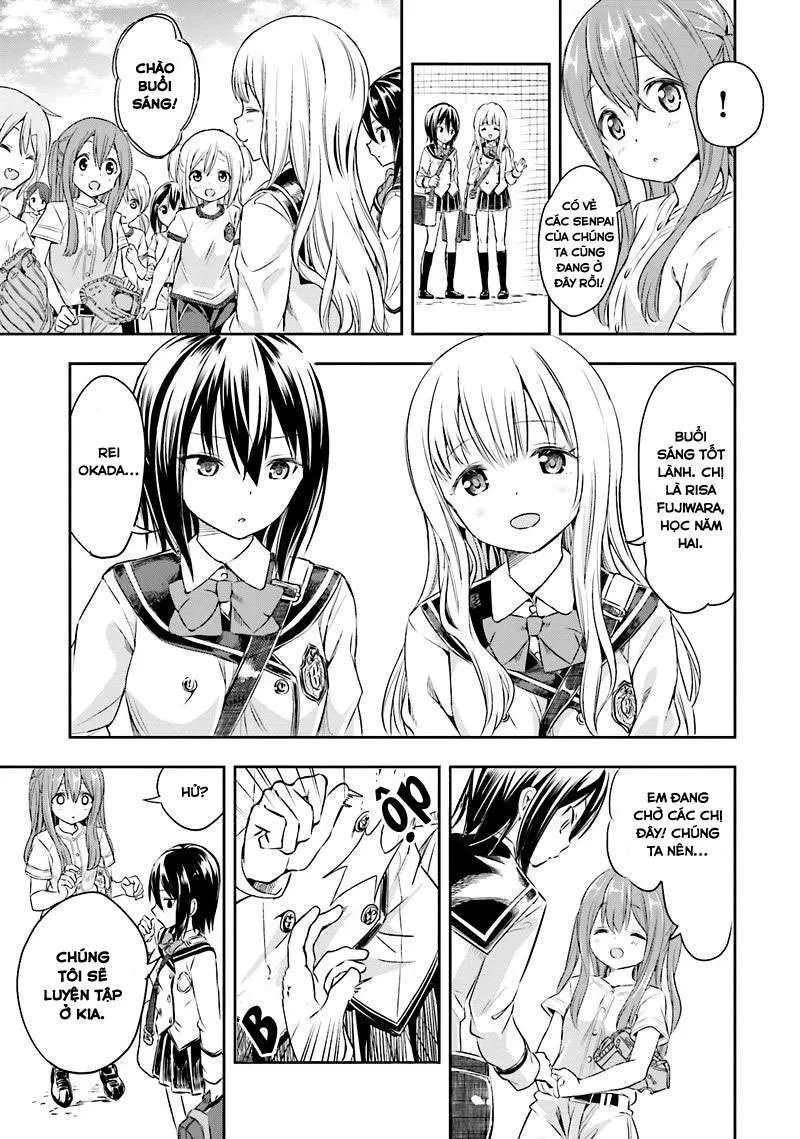 !
CÓ VẺ
CÁC SENPAI
CỦA CHÚNG
TA CŨNG
ĐANG Ở
ĐÂY RỒI!
CHÀO
BUỔI
SÁNG!
BUỔI
SÁNG TỐT
LÀNH. CHỊ
LÀ RISA
FUJIWARA,
HỌC NĂM
HAI.
REI
OKADA...
EM ĐANG
CHỜ CÁC CHỊ
ĐÂY! CHÚNG
TA NÊN...
ộp
B
HỬ?
CHÚNG
TÔI SẼ
LUYỆN TẬP
Ở KIA.